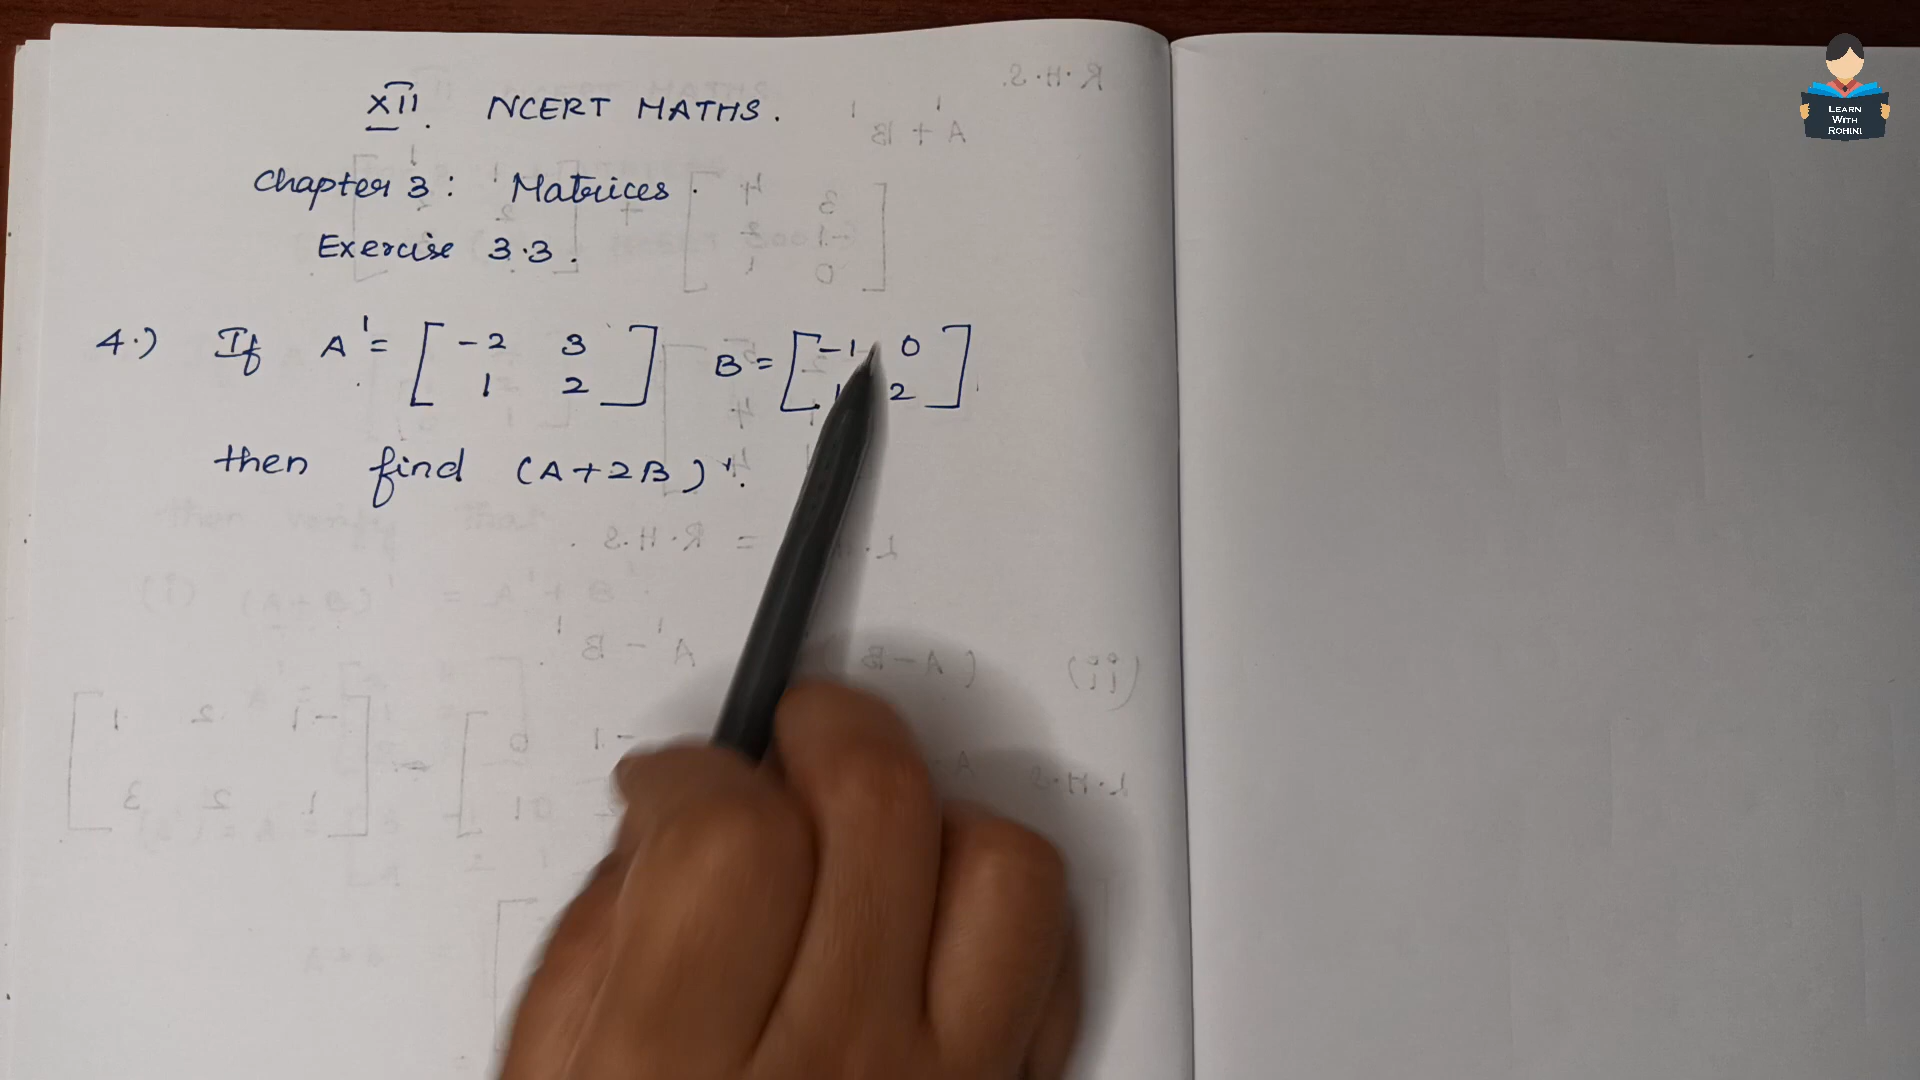 XII. NCERT MATHS.
Chapter 3: Matrices.
Exercise 3.3.
4.) If A' = [ -2 3 B = [ -1 0
1 2 ] 1 2 ]
then find (A+2B)'.
LEARN
WITH
ROHINI